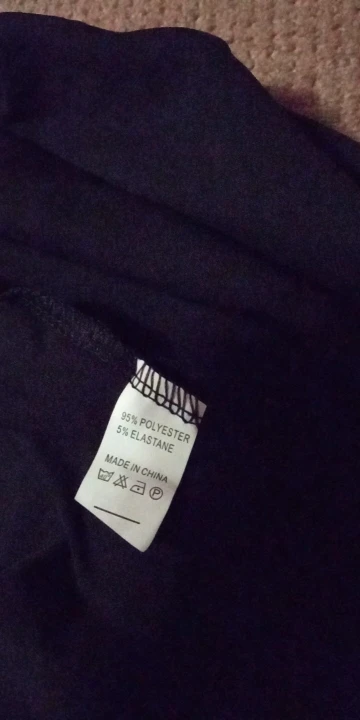 95% POLYESTER
5% ELASTANE
MADE IN CHINA
P